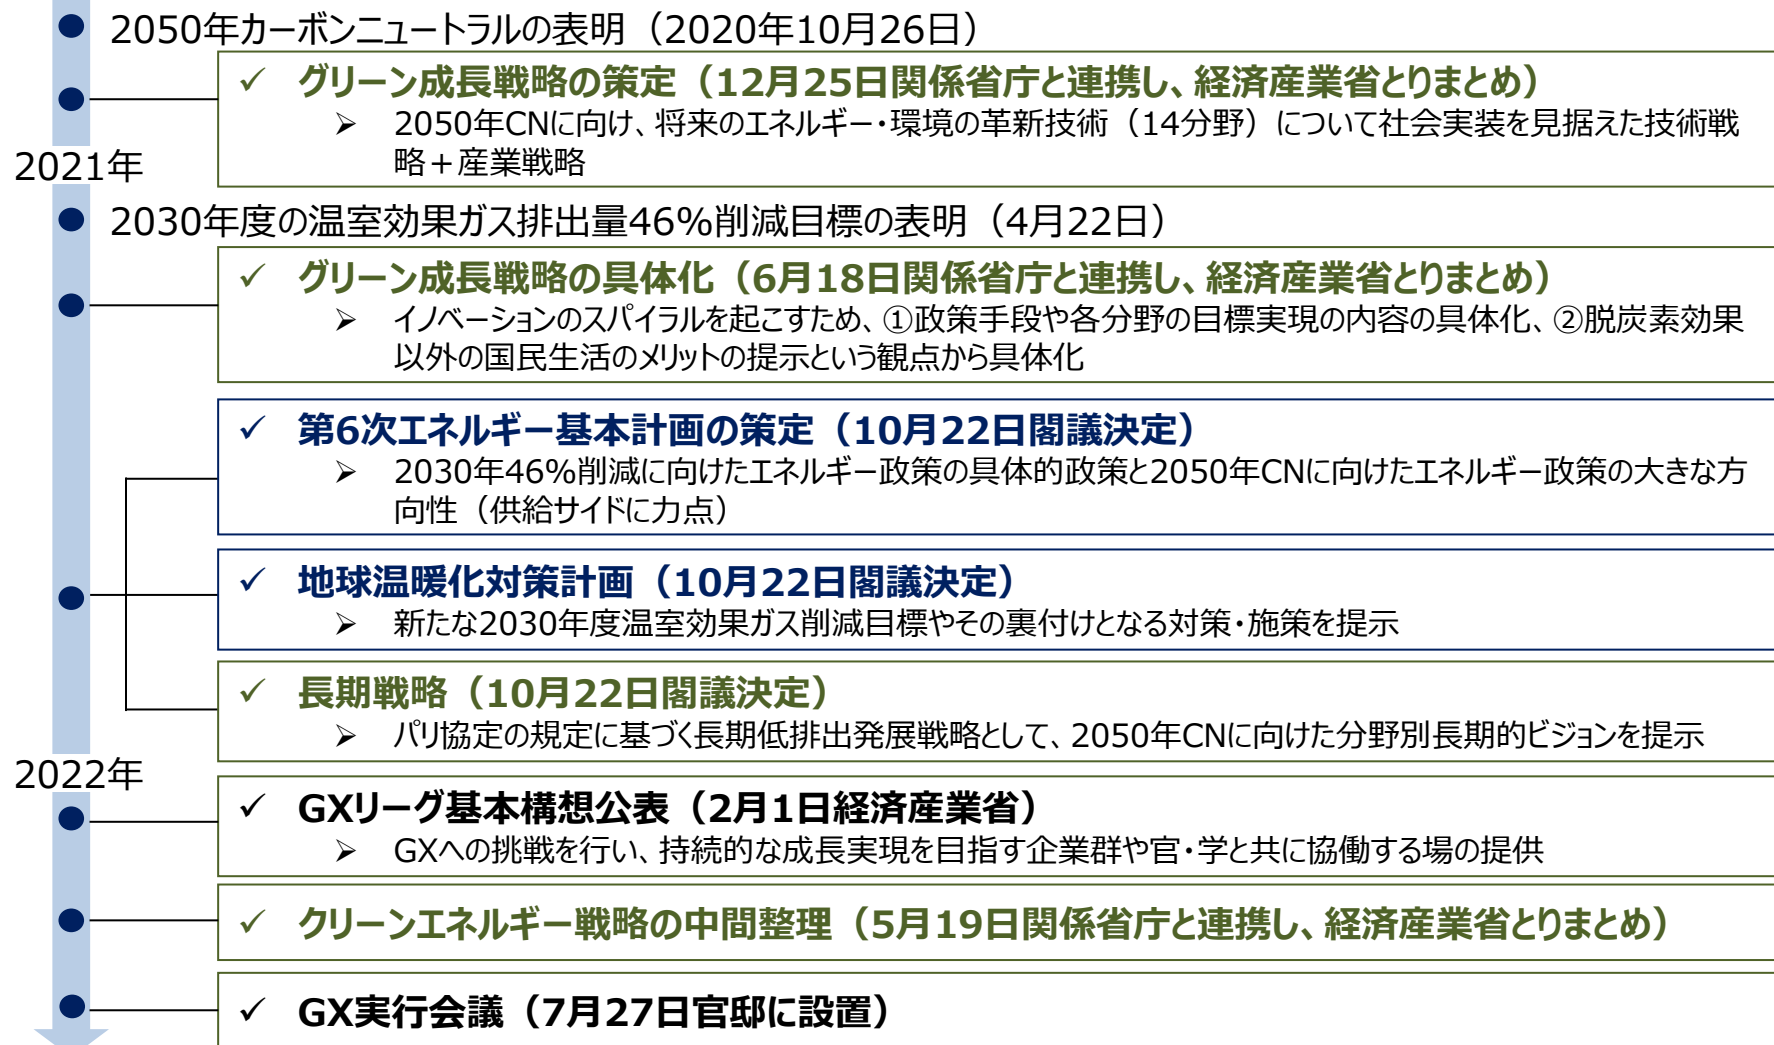 2050年カーボンニュートラルの表明（2020年10月26日）
✓ グリーン成長戦略の策定（12月25日関係省庁と連携し、経済産業省とりまとめ）
➢ 2050年CNに向け、将来のエネルギー・環境の革新技術（14分野）について社会実装を見据えた技術戦
略＋産業戦略
2021年
2030年度の温室効果ガス排出量46%削減目標の表明（4月22日）
✓ グリーン成長戦略の具体化（6月18日関係省庁と連携し、経済産業省とりまとめ）
➢ イノベーションのスパイラルを起こすため、①政策手段や各分野の目標実現の内容の具体化、②脱炭素効果
以外の国民生活のメリットの提示という観点から具体化
✓ 第6次エネルギー基本計画の策定（10月22日閣議決定）
➢ 2030年46%削減に向けたエネルギー政策の具体的政策と2050年CNに向けたエネルギー政策の大きな方
向性（供給サイドに力点）
✓ 地球温暖化対策計画（10月22日閣議決定）
➢ 新たな2030年度温室効果ガス削減目標やその裏付けとなる対策・施策を提示
✓ 長期戦略（10月22日閣議決定）
➢ パリ協定の規定に基づく長期低排出発展戦略として、2050年CNに向けた分野別長期的ビジョンを提示
2022年
✓ GXリーグ基本構想公表（2月1日経済産業省）
➢ GXへの挑戦を行い、持続的な成長実現を目指す企業群や官・学と共に協働する場の提供
✓ クリーンエネルギー戦略の中間整理（5月19日関係省庁と連携し、経済産業省とりまとめ）
✓ GX実行会議（7月27日官邸に設置）